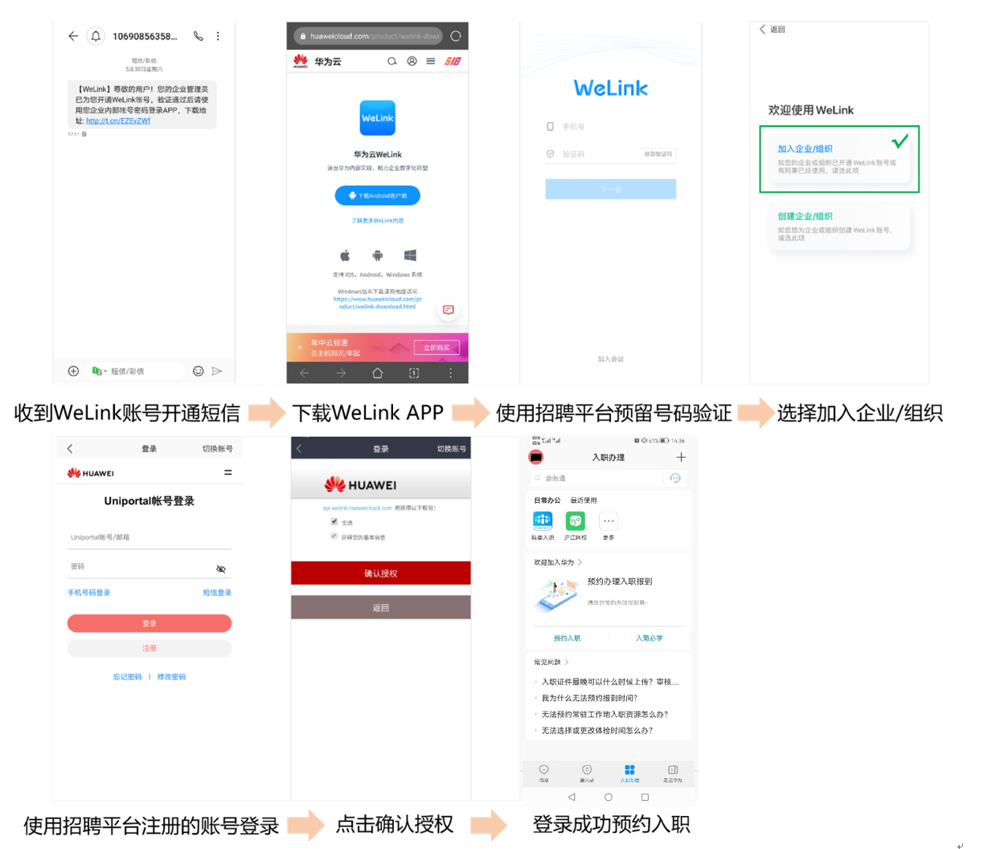 10690856358...
短信/彩信
5月30日星期六
【WeLink】尊敬的用户！您的企业管理员
已为您开通WeLink帐号，验证通过后请使
用您企业内部帐号密码登录APP，下载地
址: http://t.cn/EZEvZWf
短信/彩信
huaweicloud.com/product/welink-down
HUAWEI
华为云
618
WeLink
华为云WeLink
源自华为内部实践，助力企业数字化转型
下载Android客户端
了解更多WeLink内容
支持 iOS，Android，Windows 系统
Windows版本下载请用电脑访问
https://www.huaweicloud.com/pr
oduct/welink-download.html
年中云钜惠
云主机88元/年起
立即购买
WeLink
手机号
验证码
获取验证码
下一步
加入会议
返回
欢迎使用 WeLink
加入企业/组织
如您的企业或组织已开通 WeLink 账号或
有同事已经使用，请选此项
创建企业/组织
如您想为企业或组织创建 WeLink 账号，
请选此项
收到WeLink账号开通短信
下载WeLink APP
使用招聘平台预留号码验证
选择加入企业/组织
登录
切换帐号
HUAWEI
Uniportal帐号登录
Uniportal帐号/邮箱
密码
手机号码登录
短信登录
登录
注册
忘记密码 | 修改密码
登录
切换账号
HUAWEI
api.welink.huaweicloud.com 将获得以下权限：
全选
获得您的基本信息
确认授权
返回
51% 14:36
入职办理
会务通
日常办公 最近使用
我要入职
沪江网校
更多
欢迎加入华为
预约办理入职报到
请及时预约办理报到哦~
预约入职
入菊必学
常见问题
入职证件最晚可以什么时候上传？审核...
我为什么无法预约报到时间？
无法预约常驻工作地入职资源怎么办？
无法选择或更改体检时间怎么办？
消息
通讯录
入职办理
走进华为
使用招聘平台注册的账号登录
点击确认授权
登录成功预约入职